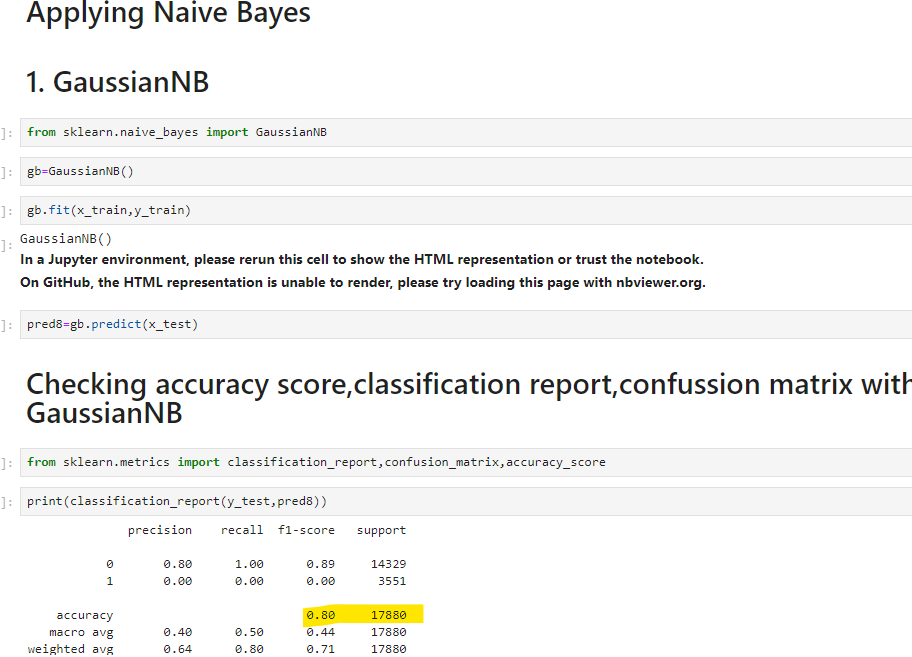 Applying Naive Bayes
1. GaussianNB
]: from sklearn.naive_bayes import GaussianNB
]: gb=GaussianNB()
]: gb.fit(x_train,y_train)
]: GaussianNB()
In a Jupyter environment, please rerun this cell to show the HTML representation or trust the notebook.
On GitHub, the HTML representation is unable to render, please try loading this page with nbviewer.org.
]: pred8=gb.predict(x_test)
Checking accuracy score,classification report,confussion matrix with
GaussianNB
]: from sklearn.metrics import classification_report,confusion_matrix,accuracy_score
]: print(classification_report(y_test,pred8))
precision recall f1-score support
0 0.80 1.00 0.89 14329
1 0.00 0.00 0.00 3551
accuracy 0.80 17880
macro avg 0.40 0.50 0.44 17880
weighted avg 0.64 0.80 0.71 17880